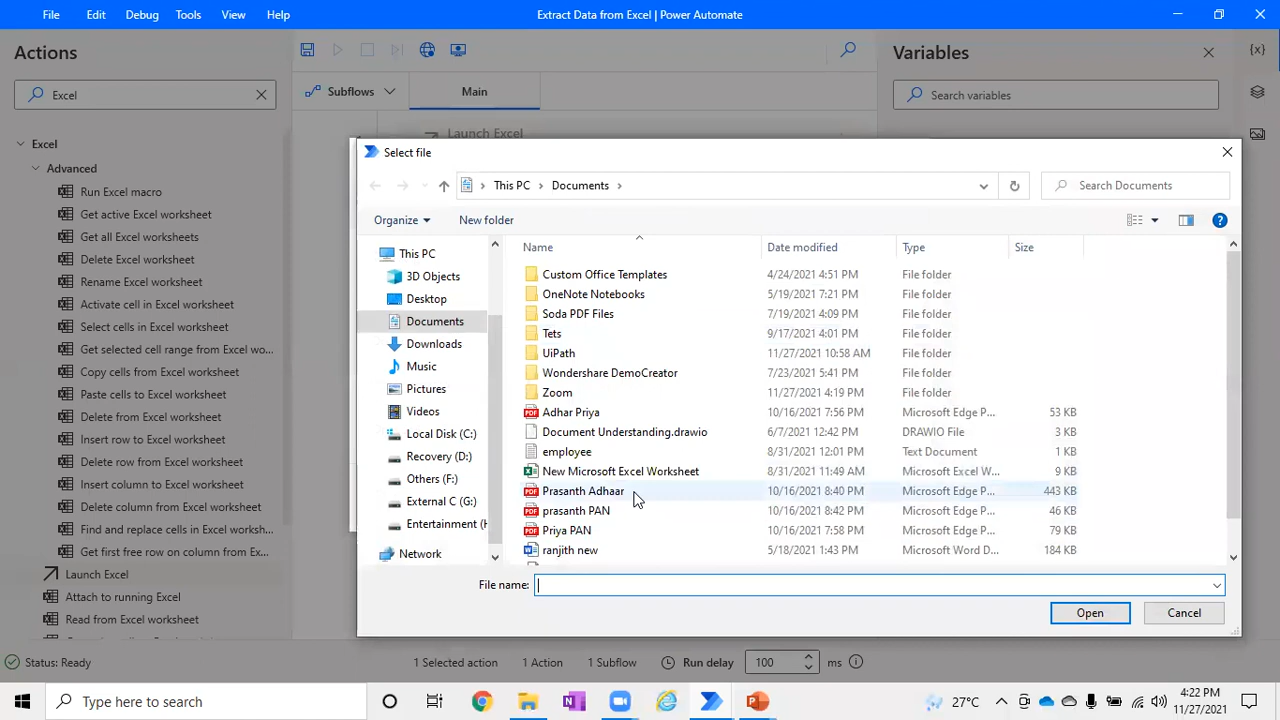 File Edit Debug Tools View Help Extract Data from Excel | Power Automate
Actions
Excel
Excel
Advanced
Run Excel macro
Get active Excel worksheet
Get all Excel worksheets
Delete Excel worksheet
Rename Excel worksheet
Activate cell in Excel worksheet
Select cells in Excel worksheet
Get selected cell range from Excel wo...
Copy cells from Excel worksheet
Paste cells to Excel worksheet
Delete from Excel worksheet
Insert row to Excel worksheet
Delete row from Excel worksheet
Insert column to Excel worksheet
Delete column from Excel worksheet
Find and replace cells in Excel worksh...
Get first free row on column from Ex...
Launch Excel
Attach to running Excel
Read from Excel worksheet
Subflows Main
Launch Excel
Variables {x}
Search variables
Select file
This PC Documents
Search Documents
Organize New folder
This PC
3D Objects
Desktop
Documents
Downloads
Music
Pictures
Videos
Local Disk (C:)
Recovery (D:)
Others (F:)
External C (G:)
Entertainment (H
Network
Name Date modified Type Size
Custom Office Templates 4/24/2021 4:51 PM File folder
OneNote Notebooks 5/19/2021 7:21 PM File folder
Soda PDF Files 7/19/2021 4:09 PM File folder
Tets 9/17/2021 4:01 PM File folder
UiPath 11/27/2021 10:58 AM File folder
Wondershare DemoCreator 7/23/2021 5:41 PM File folder
Zoom 11/27/2021 4:19 PM File folder
Adhar Priya 10/16/2021 7:56 PM Microsoft Edge P... 53 KB
Document Understanding.drawio 6/7/2021 12:42 PM DRAWIO File 3 KB
employee 8/31/2021 12:01 PM Text Document 1 KB
New Microsoft Excel Worksheet 8/31/2021 11:49 AM Microsoft Excel W... 9 KB
Prasanth Adhaar 10/16/2021 8:40 PM Microsoft Edge P... 443 KB
prasanth PAN 10/16/2021 8:42 PM Microsoft Edge P... 46 KB
Priya PAN 10/16/2021 7:58 PM Microsoft Edge P... 79 KB
ranjith new 5/18/2021 1:43 PM Microsoft Word D... 184 KB
File name:
Open Cancel
Status: Ready 1 Selected action 1 Action 1 Subflow Run delay 100 ms
Type here to search
27°C
4:22 PM
11/27/2021